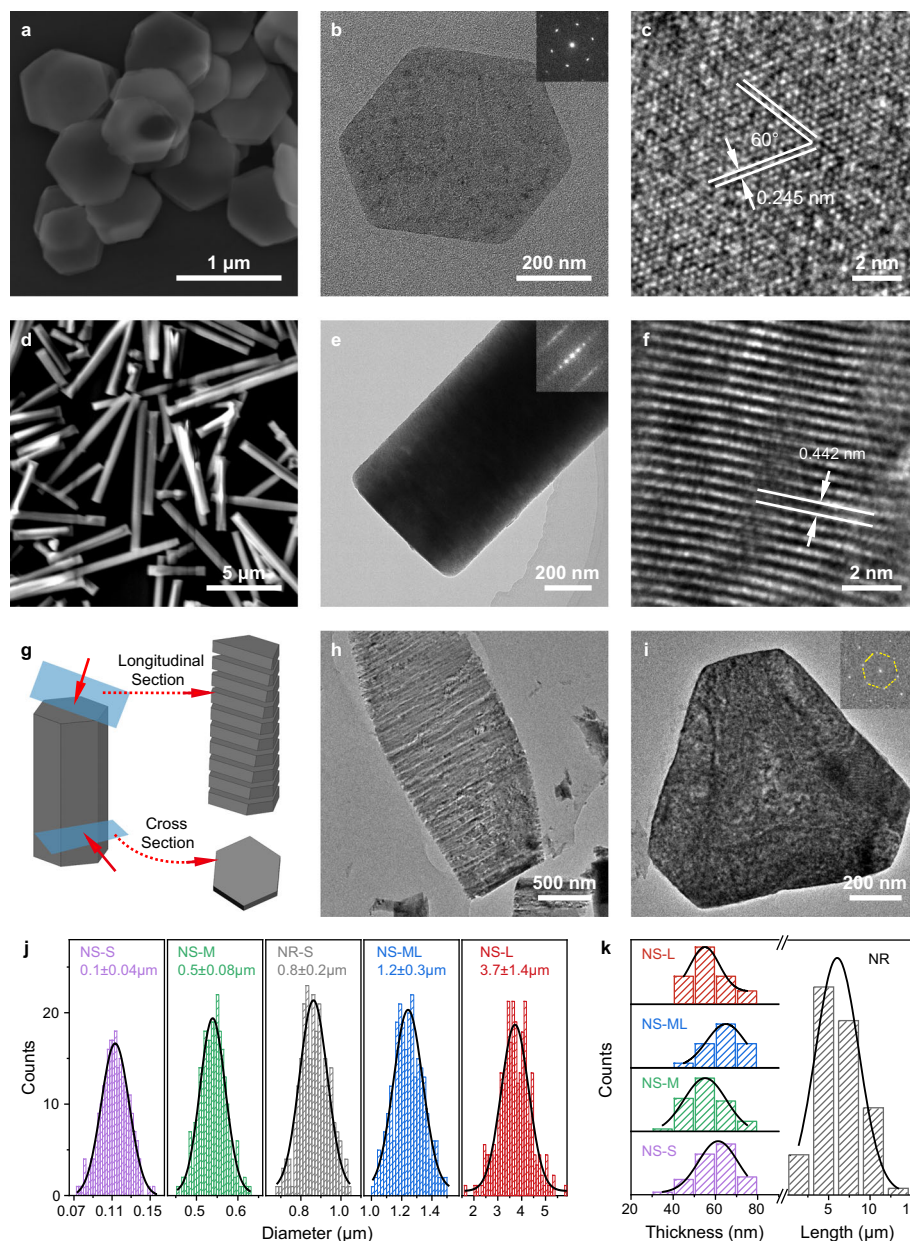 a
1 µm
b
200 nm
c
60°
0.245 nm
2 nm
d
5 µm
e
200 nm
f
0.442 nm
2 nm
g
Longitudinal
Section
Cross
Section
h
500 nm
i
200 nm
j
NS-S
0.1±0.04µm
NS-M
0.5±0.08µm
NR-S
0.8±0.2µm
NS-ML
1.2±0.3µm
NS-L
3.7±1.4µm
20
10
0
Counts
0.07 0.11 0.15
0.5 0.6
0.8 1.0
1.0 1.2 1.4
2 3 4 5
Diameter (µm)
k
NS-L
NS-ML
NS-M
NS-S
NR
Counts
20 40 60 80
5 10
Thickness (nm)
Length (µm)